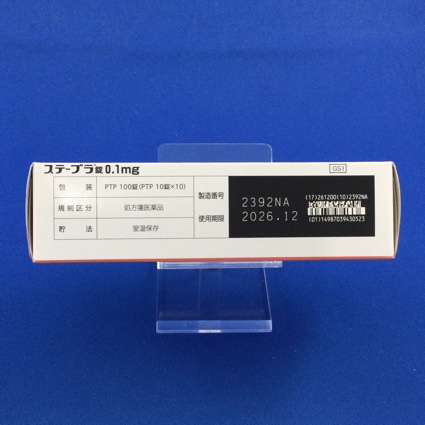 ステーブラ錠0.1mg
GS1
包装 PTP 100錠(PTP 10錠×10)
規制区分 処方箋医薬品
貯法 室温保存
製造番号 2392NA
使用期限 2026.12
(17)261200(10)2392NA
(01)14987039430523